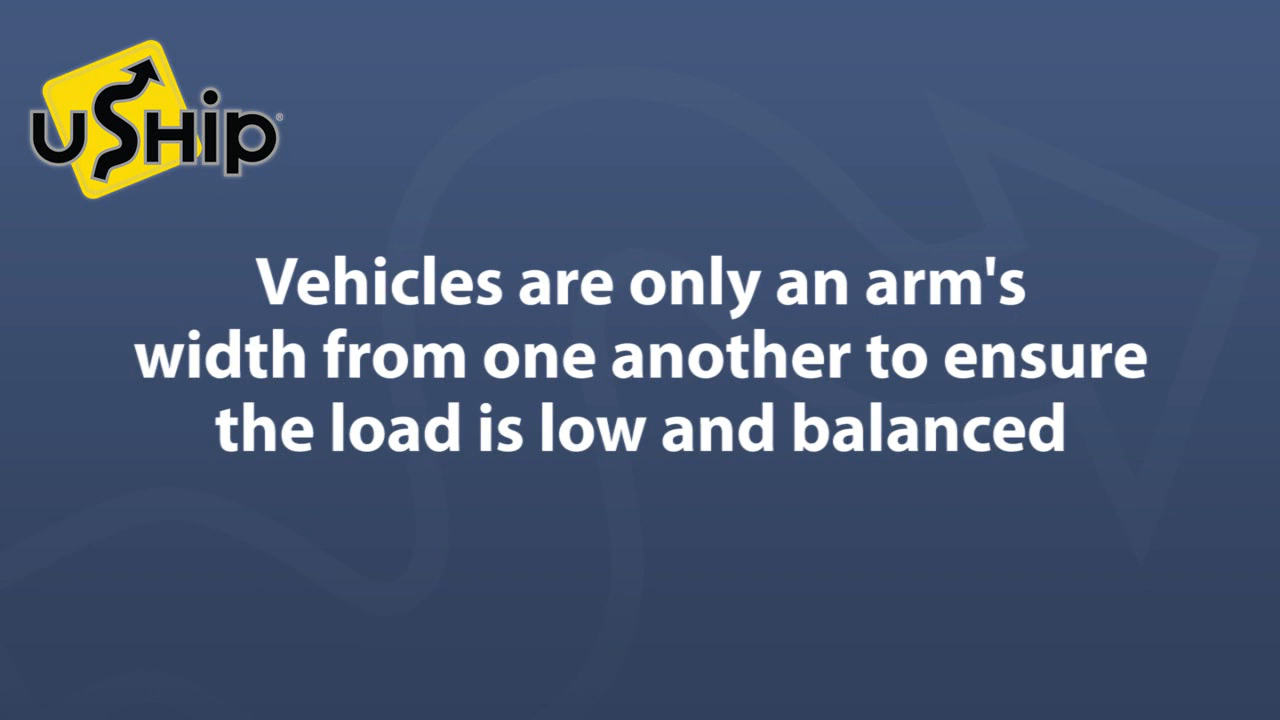 uSHip®
Vehicles are only an arm's
width from one another to ensure
the load is low and balanced